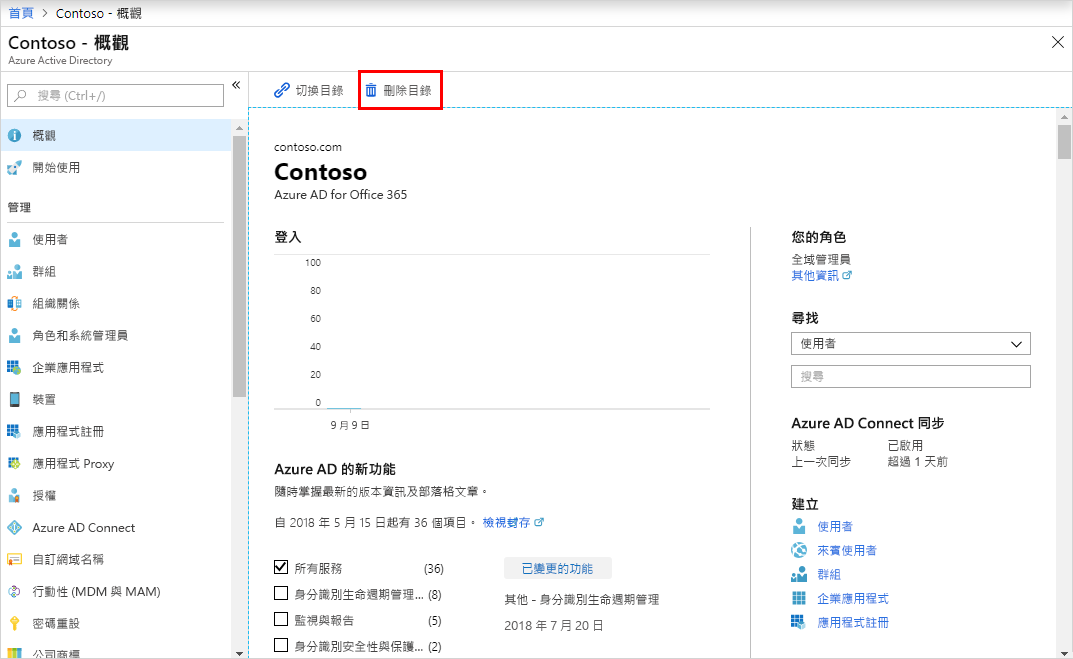 首頁 > Contoso - 概觀
Contoso - 概觀
Azure Active Directory
搜尋 (Ctrl+/)
概觀
開始使用
管理
使用者
群組
組織關係
角色和系統管理員
企業應用程式
裝置
應用程式註冊
應用程式 Proxy
授權
Azure AD Connect
自訂網域名稱
行動性 (MDM 與 MAM)
密碼重設
公司商標
切換目錄
刪除目錄
contoso.com
Contoso
Azure AD for Office 365
登入
100
80
60
40
20
0
9 月 9 日
Azure AD 的新功能
隨時掌握最新的版本資訊及部落格文章。
自 2018 年 5 月 15 日起有 36 個項目。 檢視封存
所有服務 (36)
身分識別生命週期管理... (8)
監視與報告 (5)
身分識別安全性與保護... (2)
已變更的功能
其他 - 身分識別生命週期管理
2018 年 7 月 20 日
您的角色
全域管理員
其他資訊
尋找
使用者
搜尋
Azure AD Connect 同步
狀態 已啟用
上一次同步 超過 1 天前
建立
使用者
來賓使用者
群組
企業應用程式
應用程式註冊